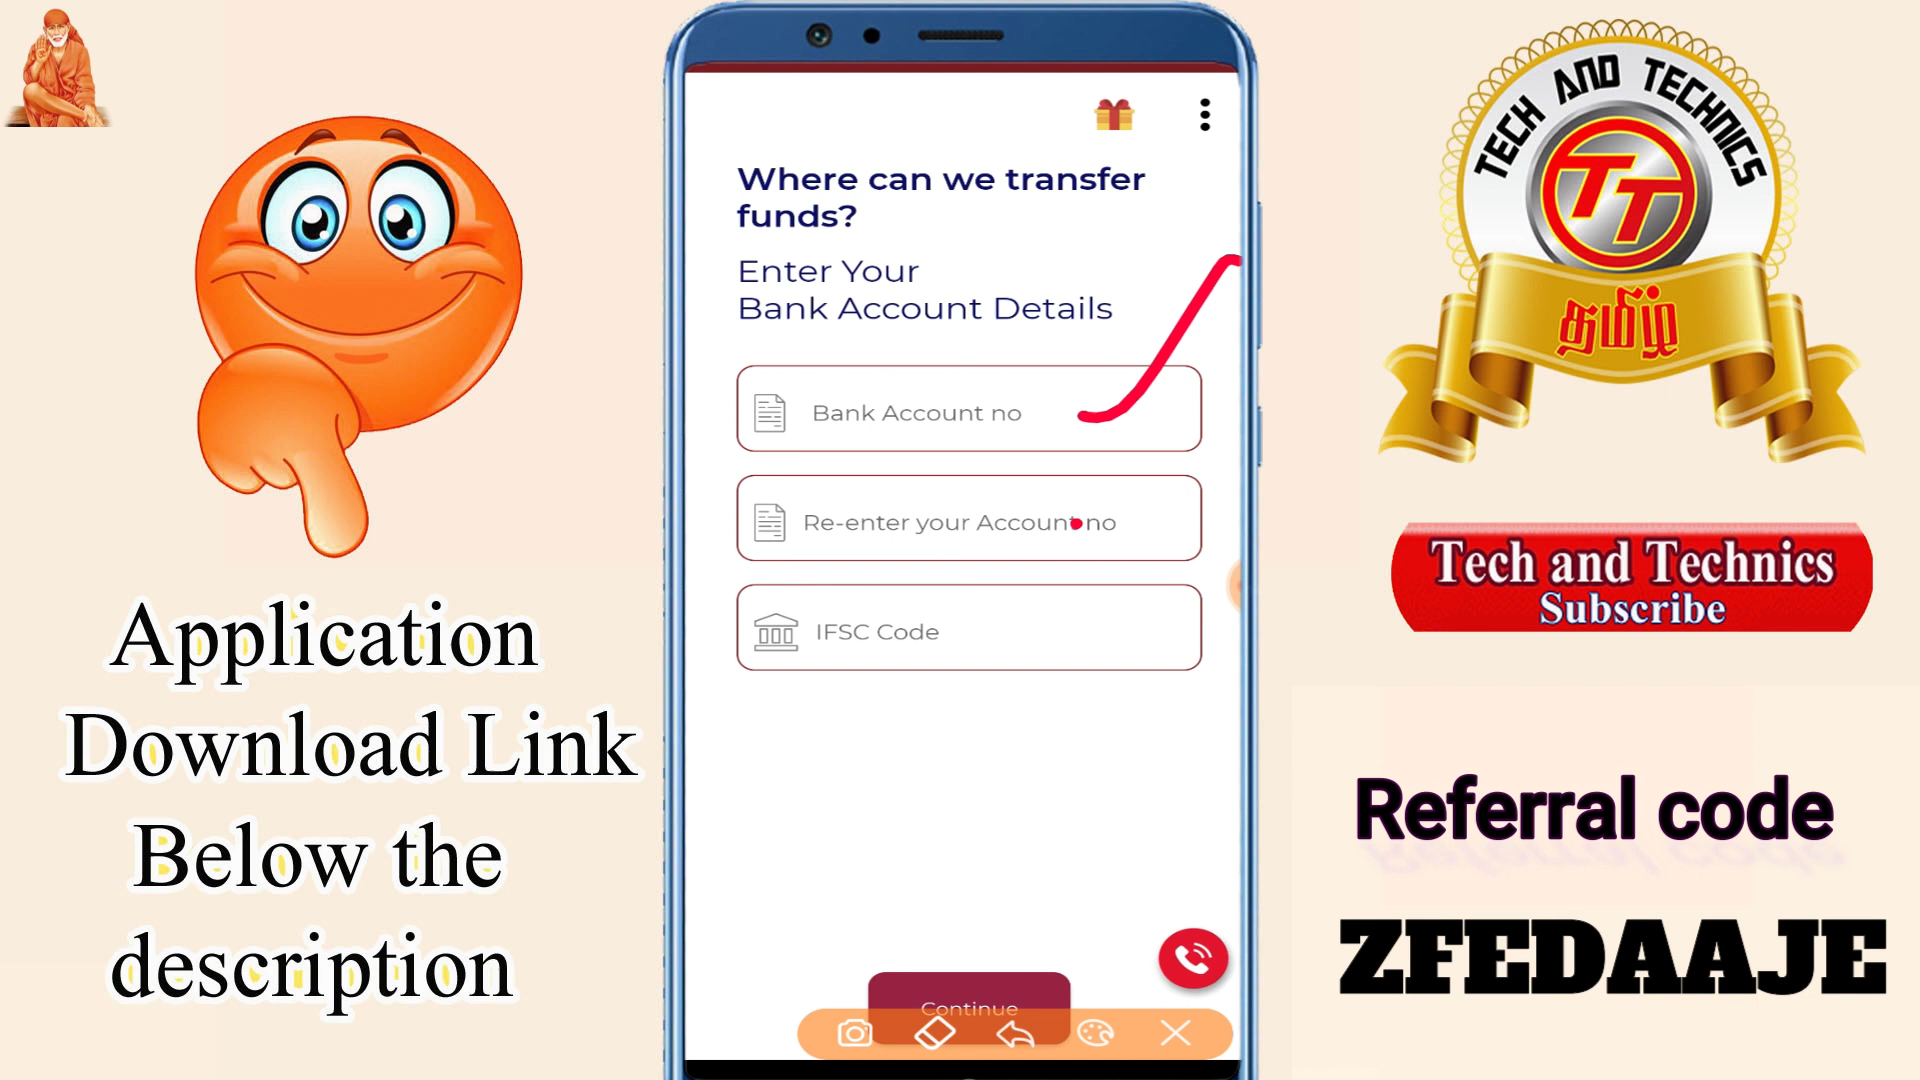 Where can we transfer
funds?
Enter Your
Bank Account Details
Bank Account no
Re-enter your Account no
IFSC Code
Continue
Application
Download Link
Below the
description
TECH AND TECHNICS
TT
தமிழ்
Tech and Technics
Subscribe
Referral code
ZFEDAAJE